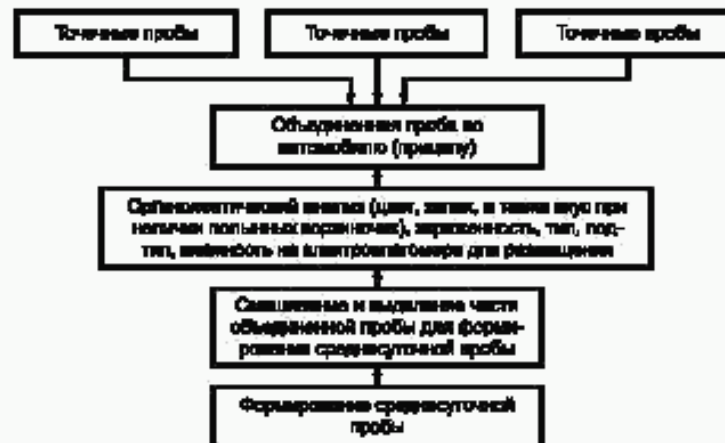 Точечные пробы
Точечные пробы
Точечные пробы
Объединенная проба по
автомобилю (прицепу)
Органолептический анализ (цвет, запах, а также вкус при
наличии полынных корзиночек), зараженность, тип, под-
тип, влажность на электровлагомере для размещения
Смешивание и выделение части
объединенной пробы для форми-
рования среднесуточной пробы
Формирование среднесуточной
пробы